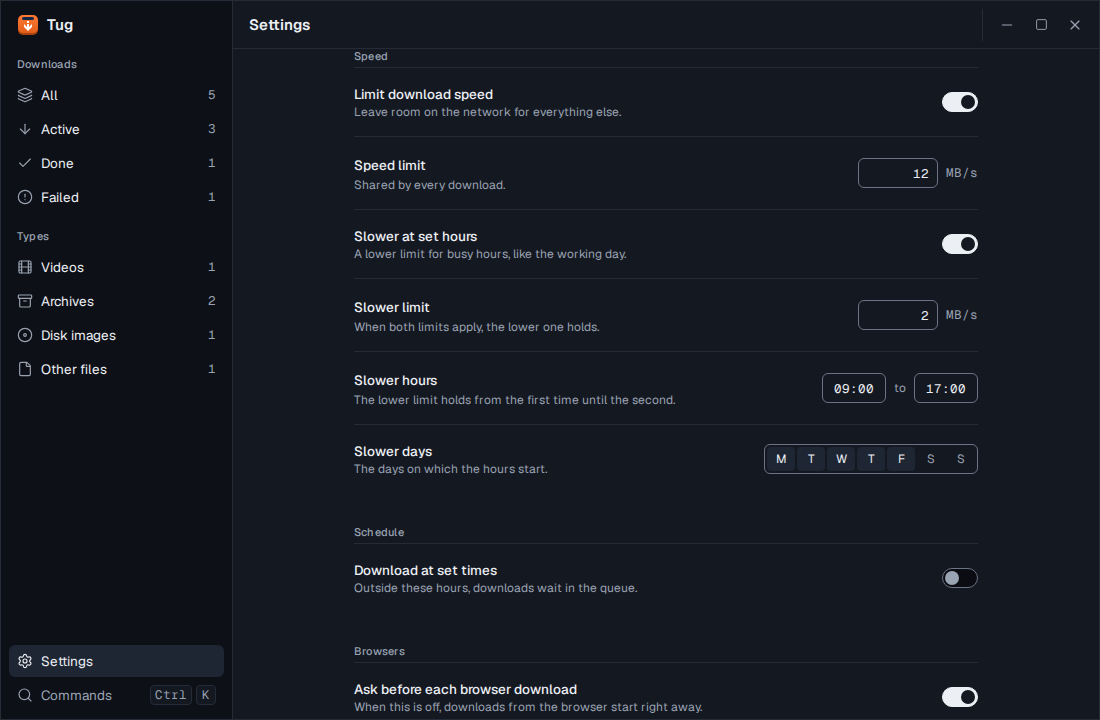 Tug
Settings
Downloads
All 5
Active 3
Done 1
Failed 1
Types
Videos 1
Archives 2
Disk images 1
Other files 1
Settings
Commands Ctrl K
Speed
Limit download speed
Leave room on the network for everything else.
Speed limit
Shared by every download.
12 MB/s
Slower at set hours
A lower limit for busy hours, like the working day.
Slower limit
When both limits apply, the lower one holds.
2 MB/s
Slower hours
The lower limit holds from the first time until the second.
09:00 to 17:00
Slower days
The days on which the hours start.
M T W T F S S
Schedule
Download at set times
Outside these hours, downloads wait in the queue.
Browsers
Ask before each browser download
When this is off, downloads from the browser start right away.